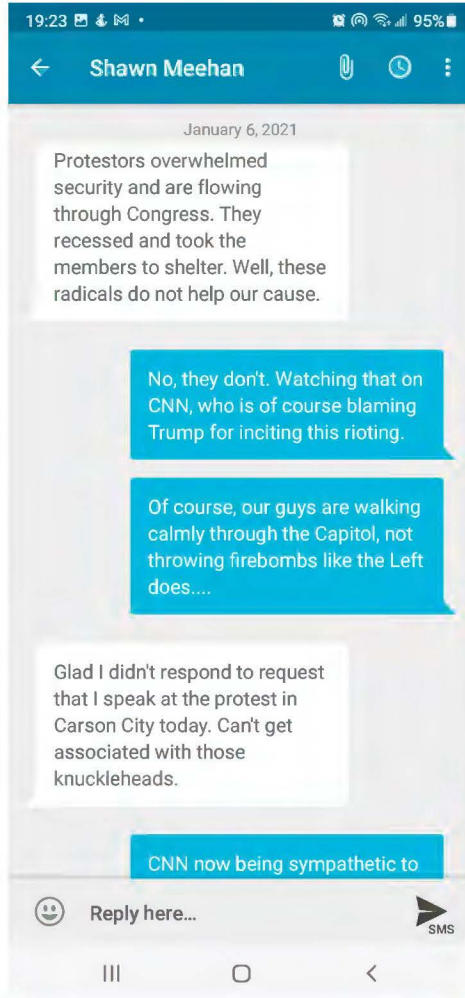 19:23
95%
Shawn Meehan
January 6, 2021
Protestors overwhelmed
security and are flowing
through Congress. They
recessed and took the
members to shelter. Well, these
radicals do not help our cause.
No, they don't. Watching that on
CNN, who is of course blaming
Trump for inciting this rioting.
Of course, our guys are walking
calmly through the Capitol, not
throwing firebombs like the Left
does....
Glad I didn't respond to request
that I speak at the protest in
Carson City today. Can't get
associated with those
knuckleheads.
CNN now being sympathetic to
Reply here...
SMS